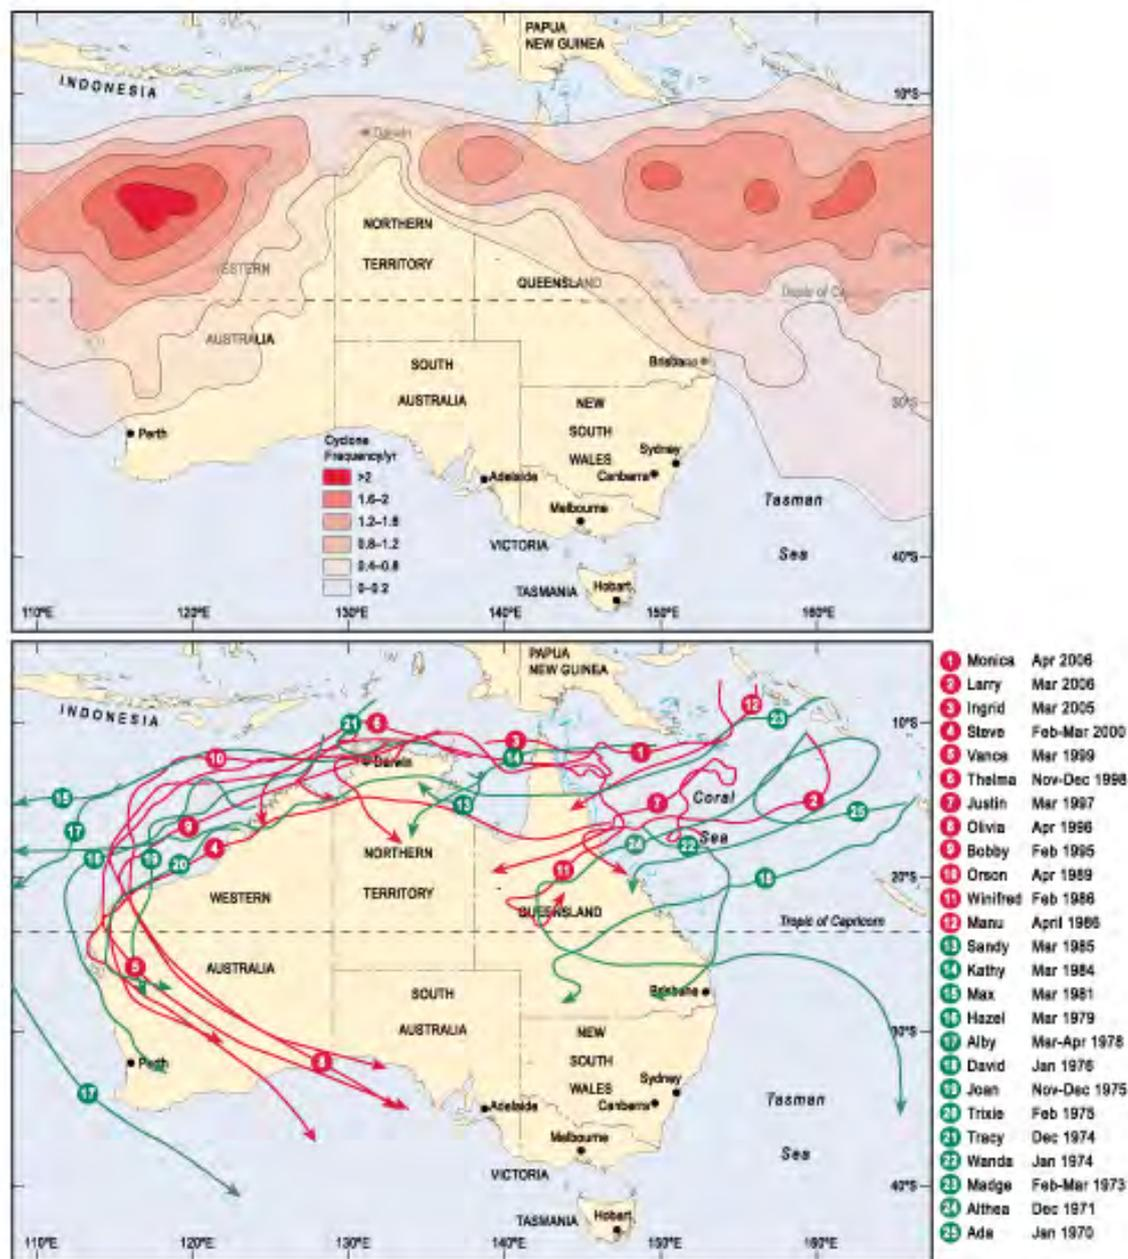 PAPUA
NEW GUINEA
INDONESIA
10°S
Darwin
NORTHERN
TERRITORY
QUEENSLAND
Tropic of Capricorn
AUSTRALIA
SOUTH
AUSTRALIA
Brisbane
NEW
SOUTH
WALES
30°S
Perth
Sydney
Canberra
Adelaide
Melbourne
VICTORIA
Tasman
Sea
40°S
TASMANIA
Hobart
Cyclone
Frequency/yr
>2
1.6–2
0.8–1.2
0.4–0.8
0–0.2
110°E
120°E
130°E
140°E
150°E
160°E
PAPUA
NEW GUINEA
INDONESIA
10°S
Darwin
Coral
Sea
NORTHERN
TERRITORY
WESTERN
AUSTRALIA
QUEENSLAND
20°S
Tropic of Capricorn
SOUTH
AUSTRALIA
Brisbane
NEW
SOUTH
WALES
30°S
Perth
Sydney
Canberra
Adelaide
Melbourne
VICTORIA
Tasman
Sea
40°S
TASMANIA
Hobart
110°E
120°E
130°E
140°E
150°E
160°E
1 Monica Apr 2006
2 Larry Mar 2006
3 Ingrid Mar 2005
4 Steve Feb-Mar 2000
5 Vance Mar 1999
6 Thelma Nov-Dec 1998
7 Justin Mar 1997
8 Olivia Apr 1996
9 Bobby Feb 1995
10 Orson Apr 1989
11 Winifred Feb 1986
12 Manu April 1986
13 Sandy Mar 1985
14 Kathy Mar 1984
15 Max Mar 1981
16 Hazel Mar 1979
17 Alby Mar-Apr 1978
18 David Jan 1976
19 Joan Nov-Dec 1975
20 Trixie Feb 1975
21 Tracy Dec 1974
22 Wanda Jan 1974
23 Madge Feb-Mar 1973
24 Althea Dec 1971
25 Ada Jan 1970